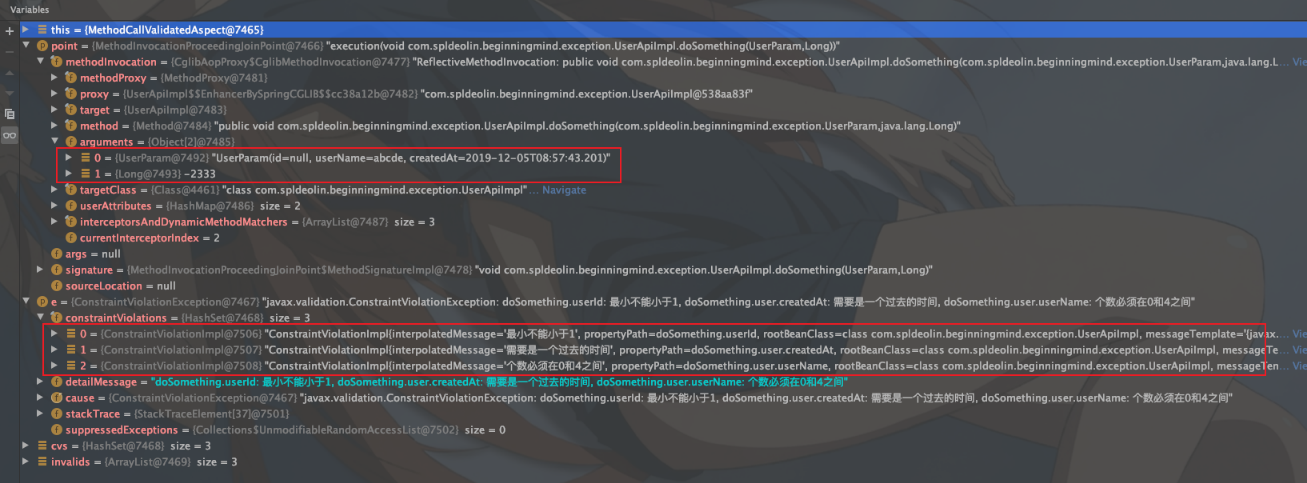 Variables
this = {MethodCallValidatedAspect@7465}
point = {MethodInvocationProceedingJoinPoint@7466} "execution(void com.spldeolin.beginningmind.exception.UserApiImpl.doSomething(UserParam,Long))"
methodInvocation = {CglibAopProxy$CglibMethodInvocation@7477} "ReflectiveMethodInvocation: public void com.spldeolin.beginningmind.exception.UserApiImpl.doSomething(com.spldeolin.beginningmind.exception.UserParam,java.lang.L... Vie
methodProxy = {MethodProxy@7481}
proxy = {UserApiImpl$$EnhancerBySpringCGLIB$$cc38a12b@7482} "com.spldeolin.beginningmind.exception.UserApiImpl@538aa83f"
target = {UserApiImpl@7483}
method = {Method@7484} "public void com.spldeolin.beginningmind.exception.UserApiImpl.doSomething(com.spldeolin.beginningmind.exception.UserParam,java.lang.Long)"
arguments = {Object[2]@7485}
0 = {UserParam@7492} "UserParam(id=null, userName=abcde, createdAt=2019-12-05T08:57:43.201)"
1 = {Long@7493} -2333
targetClass = {Class@4461} "class com.spldeolin.beginningmind.exception.UserApiImpl" ... Navigate
userAttributes = {HashMap@7486} size = 2
interceptorsAndDynamicMethodMatchers = {ArrayList@7487} size = 3
currentInterceptorIndex = 2
args = null
signature = {MethodInvocationProceedingJoinPoint$MethodSignatureImpl@7478} "void com.spldeolin.beginningmind.exception.UserApiImpl.doSomething(UserParam,Long)"
sourceLocation = null
e = {ConstraintViolationException@7467} "javax.validation.ConstraintViolationException: doSomething.userId: 最小不能小于1, doSomething.user.createdAt: 需要是一个过去的时间, doSomething.user.userName: 个数必须在0和4之间"
constraintViolations = {HashSet@7468} size = 3
0 = {ConstraintViolationImpl@7506} "ConstraintViolationImpl{interpolatedMessage='最小不能小于1', propertyPath=doSomething.userId, rootBeanClass=class com.spldeolin.beginningmind.exception.UserApiImpl, messageTemplate='{javax... Vie
1 = {ConstraintViolationImpl@7507} "ConstraintViolationImpl{interpolatedMessage='需要是一个过去的时间', propertyPath=doSomething.user.createdAt, rootBeanClass=class com.spldeolin.beginningmind.exception.UserApiImpl, messageTe... Vie
2 = {ConstraintViolationImpl@7508} "ConstraintViolationImpl{interpolatedMessage='个数必须在0和4之间', propertyPath=doSomething.user.userName, rootBeanClass=class com.spldeolin.beginningmind.exception.UserApiImpl, messageTem... Vie
detailMessage = "doSomething.userId: 最小不能小于1, doSomething.user.createdAt: 需要是一个过去的时间, doSomething.user.userName: 个数必须在0和4之间"
cause = {ConstraintViolationException@7467} "javax.validation.ConstraintViolationException: doSomething.userId: 最小不能小于1, doSomething.user.createdAt: 需要是一个过去的时间, doSomething.user.userName: 个数必须在0和4之间"
stackTrace = {StackTraceElement[37]@7501}
suppressedExceptions = {Collections$UnmodifiableRandomAccessList@7502} size = 0
cvs = {HashSet@7468} size = 3
invalids = {ArrayList@7469} size = 3